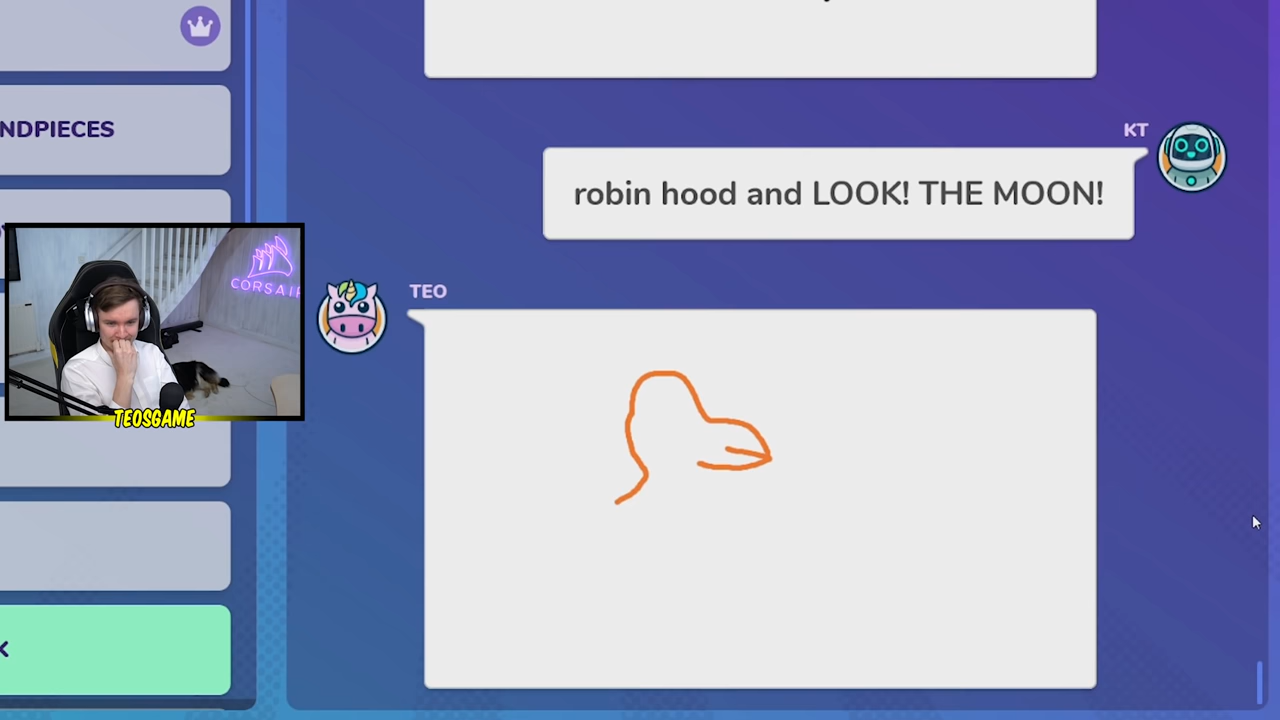 NDPIECES
KT
robin hood and LOOK! THE MOON!
TEO
CORSAIR
TEOSGAME
K